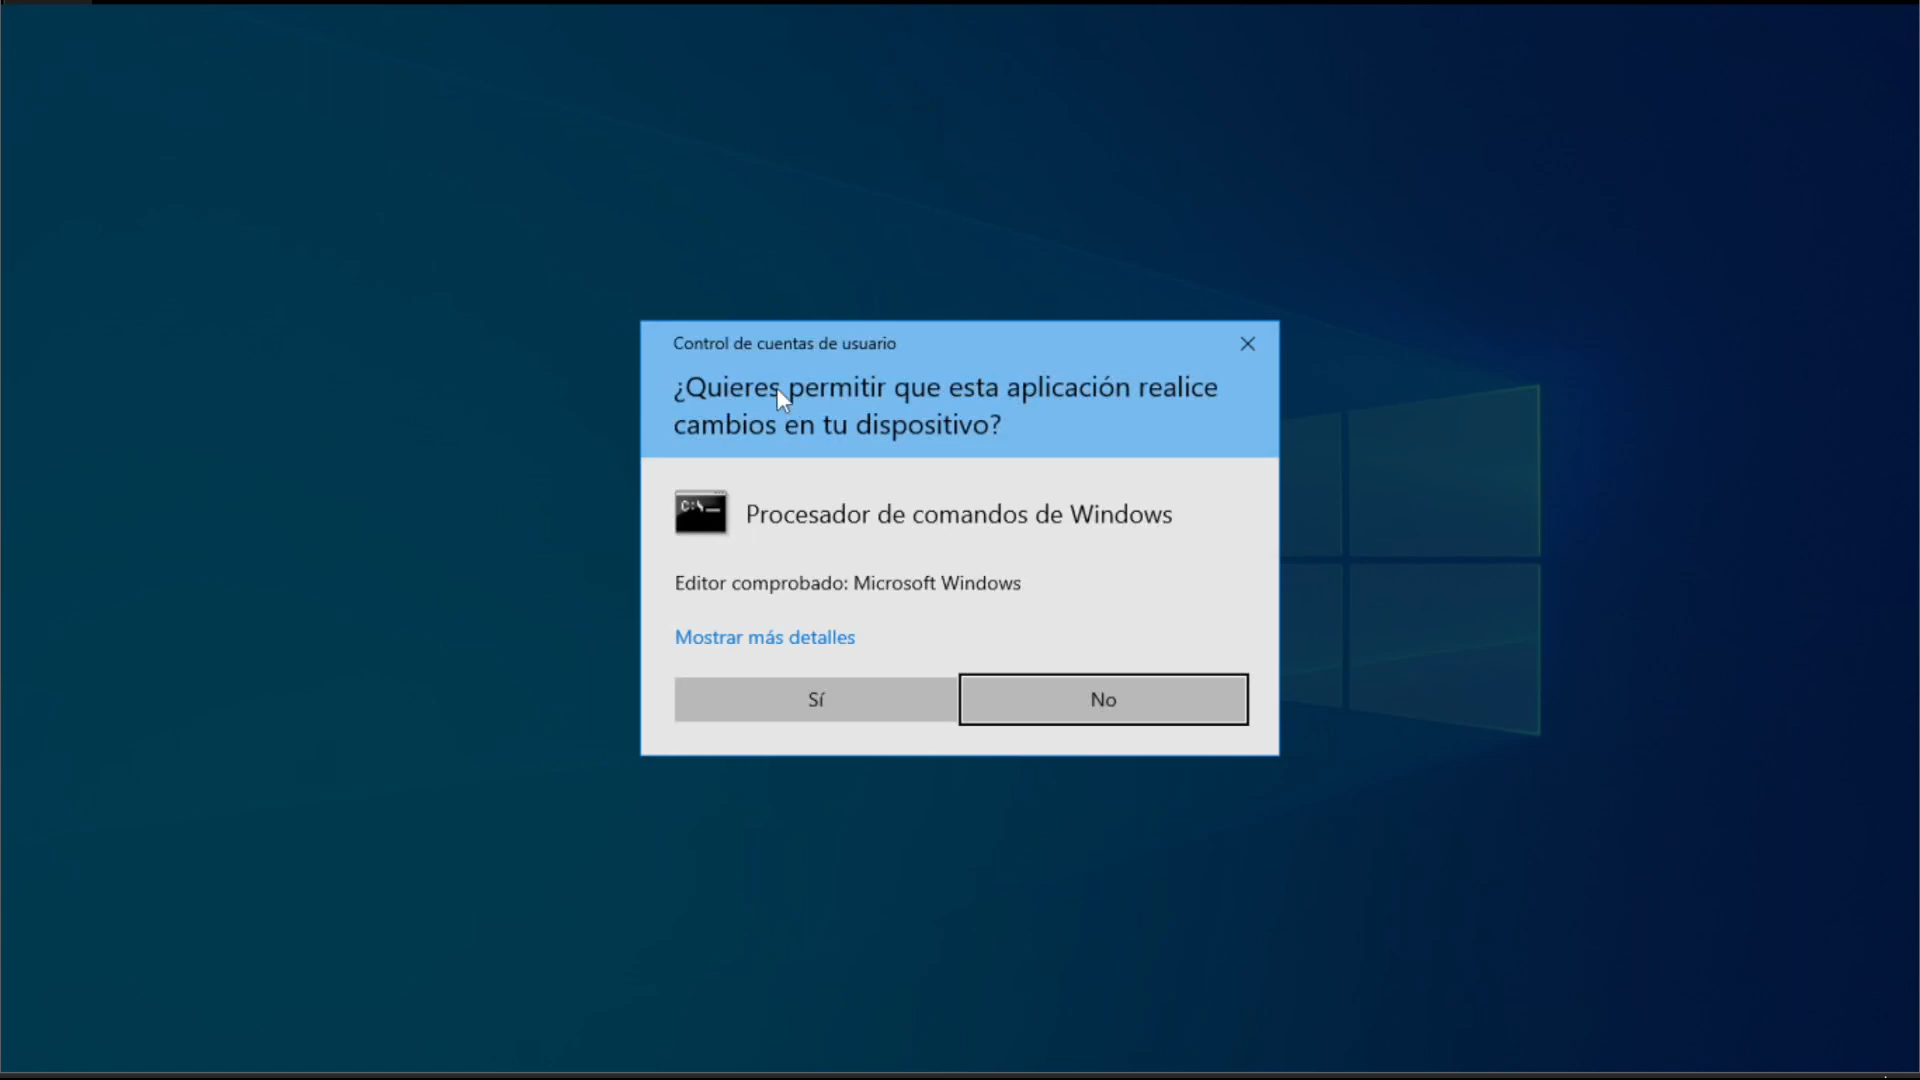 Control de cuentas de usuario
¿Quieres permitir que esta aplicación realice
cambios en tu dispositivo?
C:\_
Procesador de comandos de Windows
Editor comprobado: Microsoft Windows
Mostrar más detalles
Sí
No